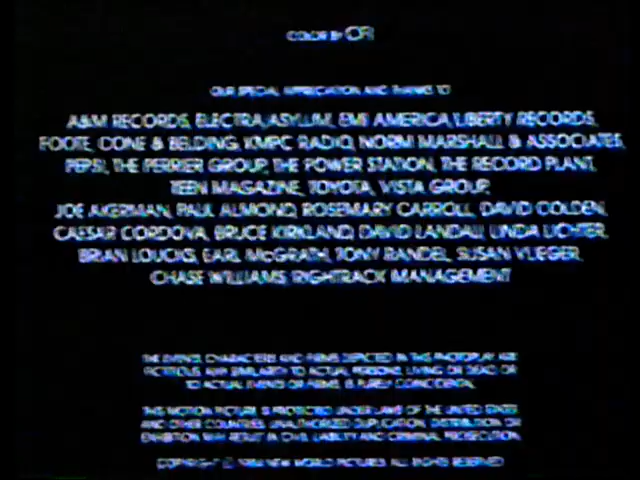 COLOR BY CFI
OUR SPECIAL APPRECIATION AND THANKS TO
A&M RECORDS, ELECTRA/ASYLUM, EMI AMERICA/LIBERTY RECORDS,
FOOTE, CONE & BELDING, KMPC RADIO, NORM MARSHALL & ASSOCIATES,
PEPSI, THE PERRIER GROUP, THE POWER STATION, THE RECORD PLANT,
TEEN MAGAZINE, TOYOTA, VISTA GROUP,
JOE AKERMAN, PAUL ALMOND, ROSEMARY CARROLL, DAVID COLDEN,
CAESAR CORDOVA, BRUCE KIRKLAND, DAVID LANDAU, LINDA LICHTER,
BRIAN LOUCKS, EARL McGRATH, TONY RANDEL, SUSAN VLIEGER,
CHASE WILLIAMS, RIGHTRACK MANAGEMENT
THE EVENTS, CHARACTERS AND FIRMS DEPICTED IN THIS PHOTOPLAY ARE
FICTITIOUS. ANY SIMILARITY TO ACTUAL PERSONS, LIVING OR DEAD, OR
TO ACTUAL EVENTS OR FIRMS, IS PURELY COINCIDENTAL.
THIS MOTION PICTURE IS PROTECTED UNDER LAWS OF THE UNITED STATES
AND OTHER COUNTRIES. UNAUTHORIZED DUPLICATION, DISTRIBUTION OR
EXHIBITION MAY RESULT IN CIVIL LIABILITY AND CRIMINAL PROSECUTION.
COPYRIGHT © NEW WORLD PICTURES ALL RIGHTS RESERVED